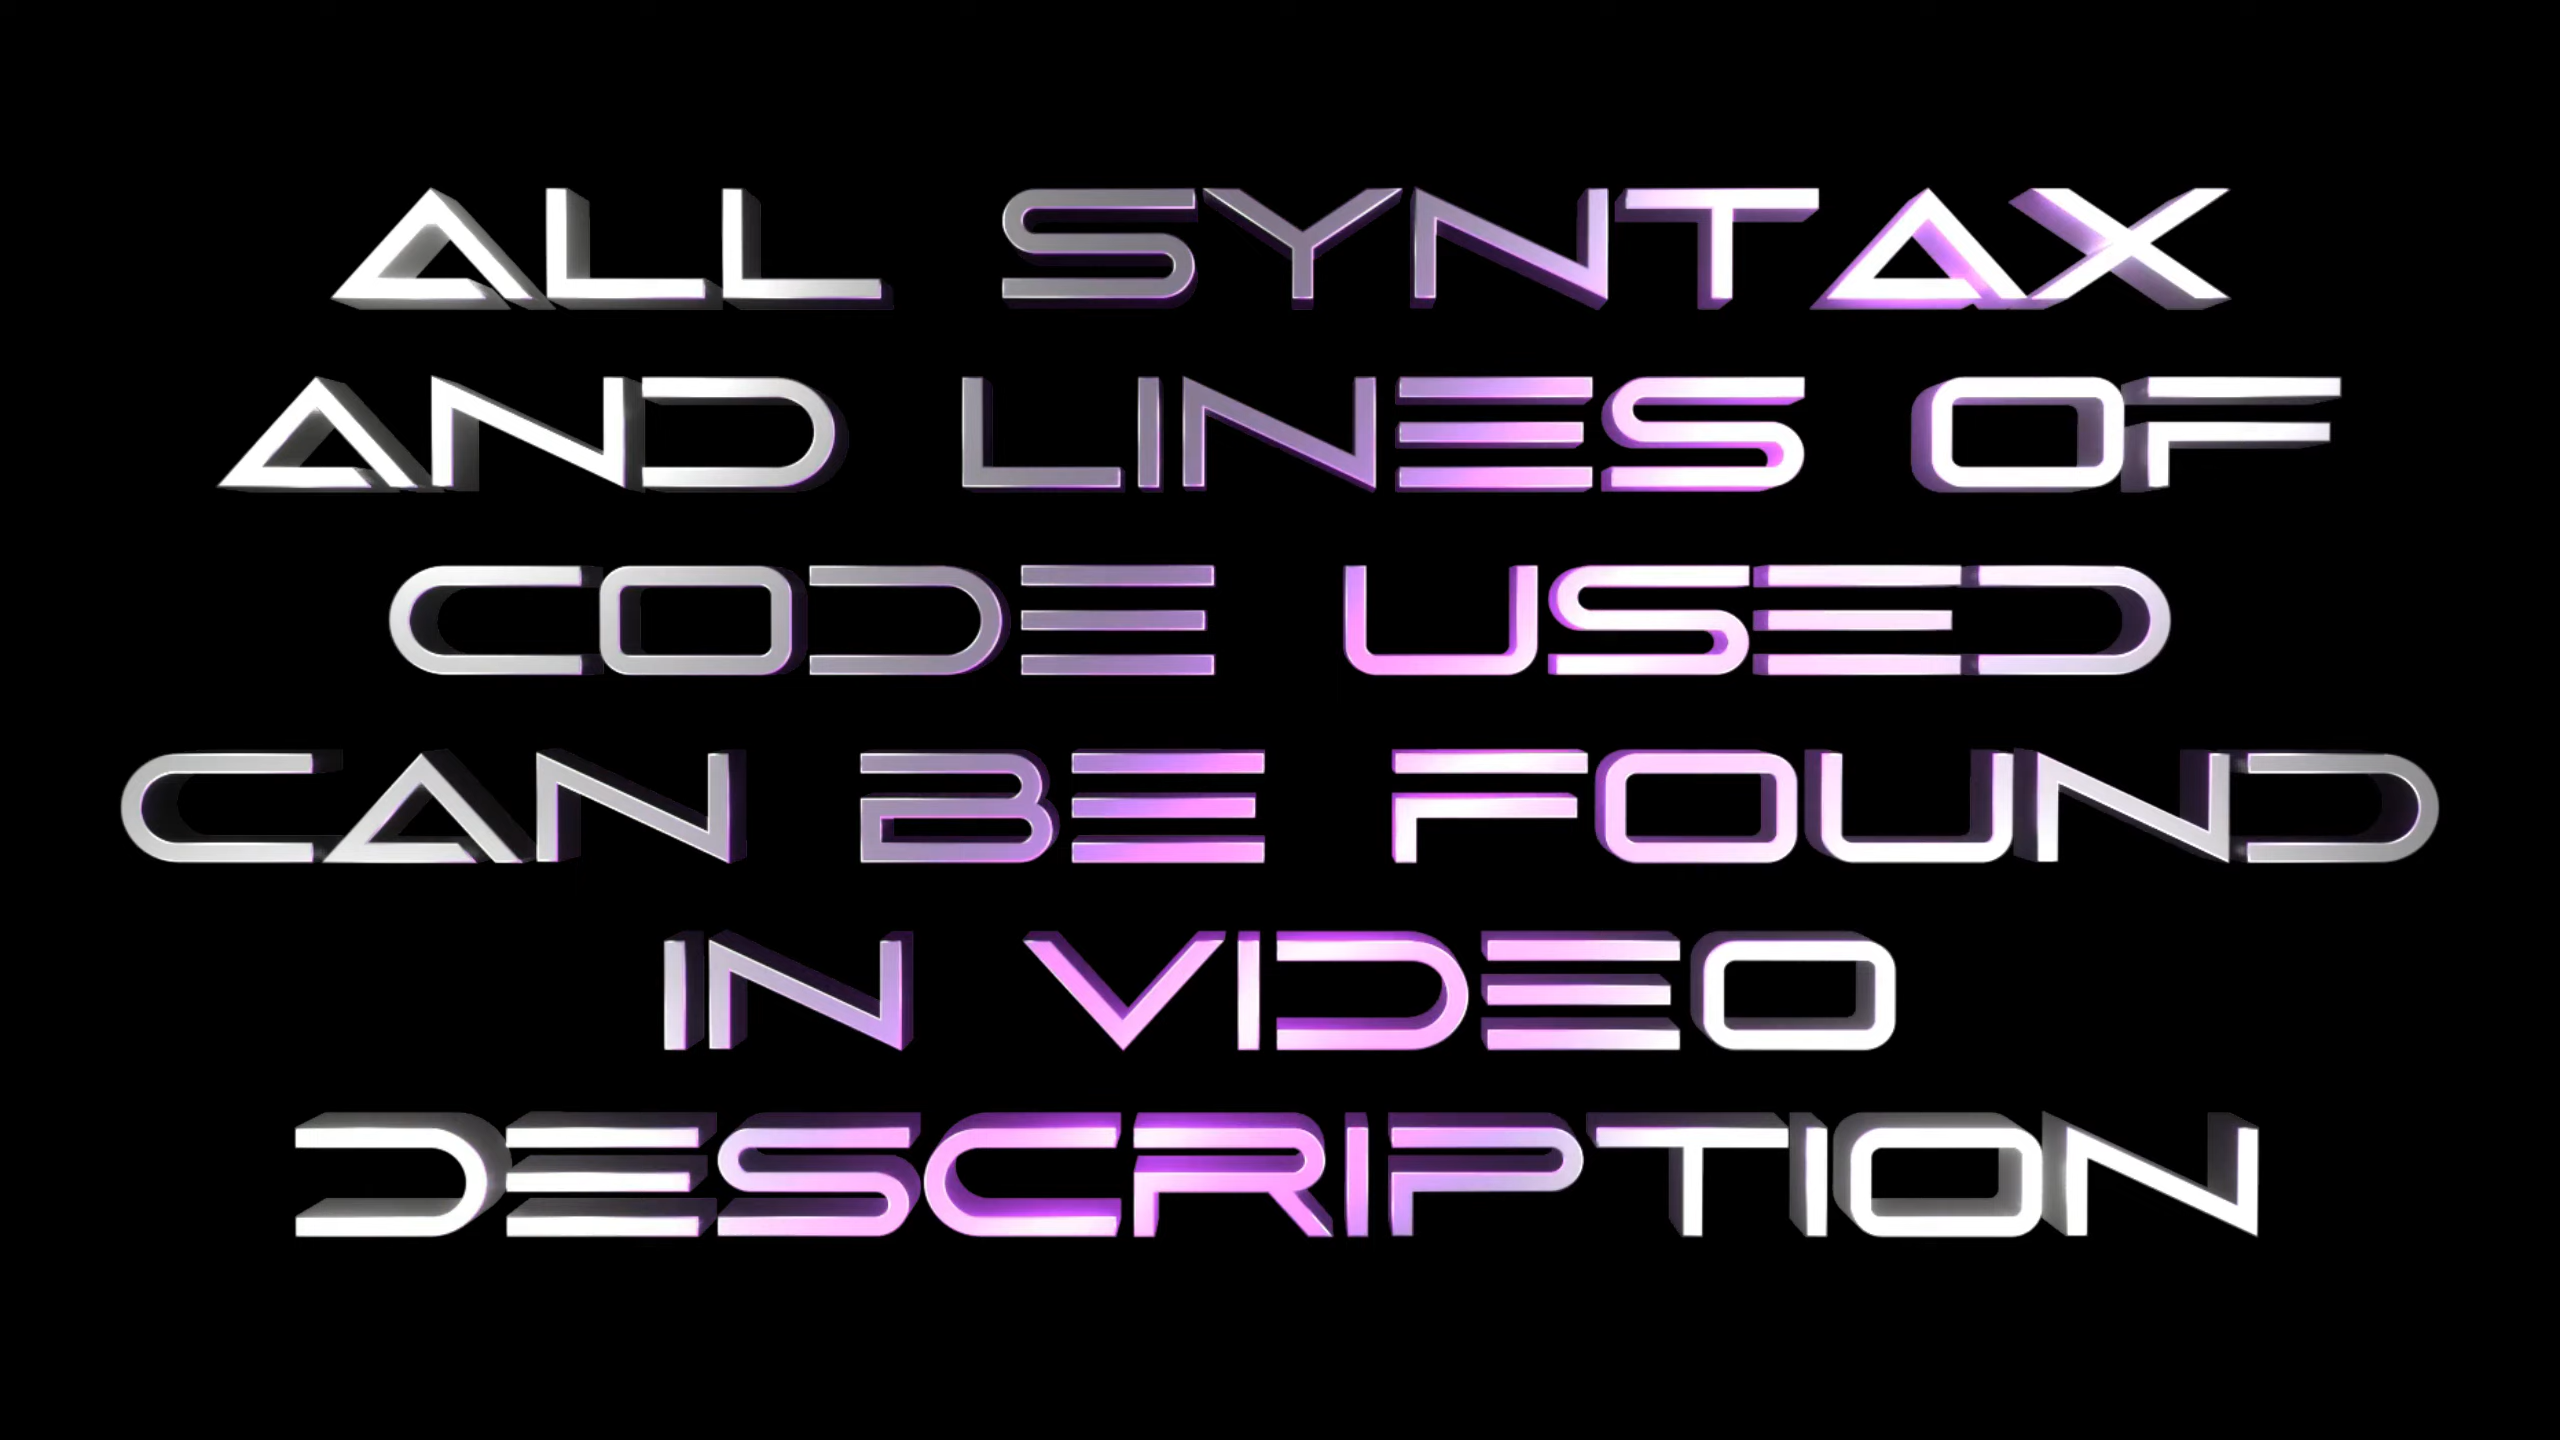 ALL SYNTAX
AND LINES OF
CODE USED
CAN BE FOUND
IN VIDEO
DESCRIPTION